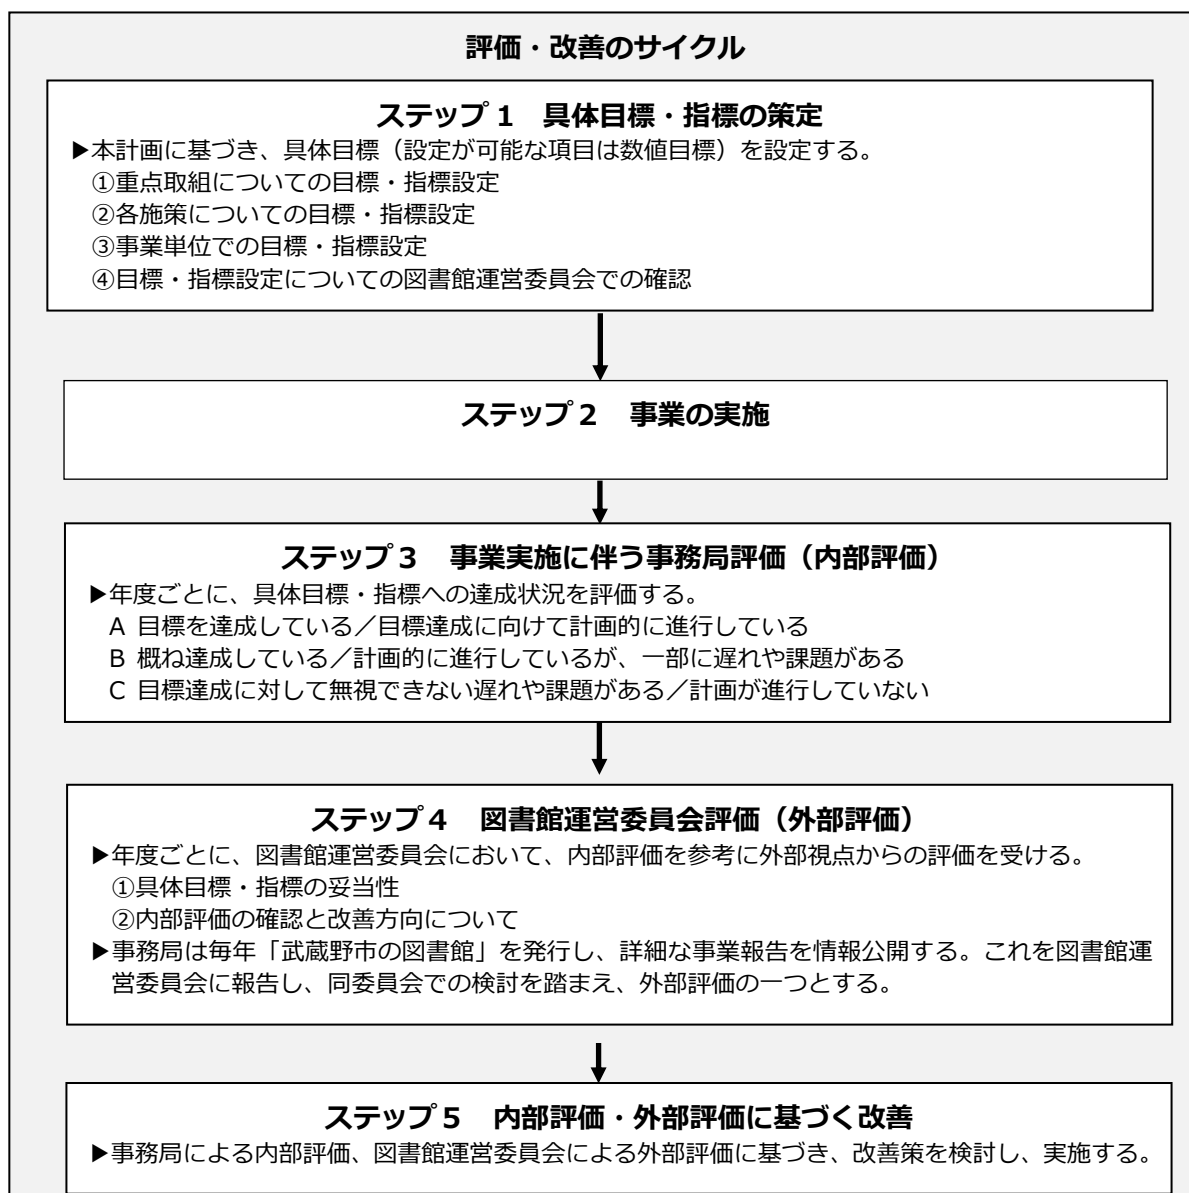 評価・改善のサイクル
ステップ１　具体目標・指標の策定
▶本計画に基づき、具体目標（設定が可能な項目は数値目標）を設定する。
①重点取組についての目標・指標設定
②各施策についての目標・指標設定
③事業単位での目標・指標設定
④目標・指標設定についての図書館運営委員会での確認
ステップ２　事業の実施
ステップ３　事業実施に伴う事務局評価（内部評価）
▶年度ごとに、具体目標・指標への達成状況を評価する。
A 目標を達成している／目標達成に向けて計画的に進行している
B 概ね達成している／計画的に進行しているが、一部に遅れや課題がある
C 目標達成に対して無視できない遅れや課題がある／計画が進行していない
ステップ４　図書館運営委員会評価（外部評価）
▶年度ごとに、図書館運営委員会において、内部評価を参考に外部視点からの評価を受ける。
①具体目標・指標の妥当性
②内部評価の確認と改善方向について
▶事務局は毎年「武蔵野市の図書館」を発行し、詳細な事業報告を情報公開する。これを図書館運
営委員会に報告し、同委員会での検討を踏まえ、外部評価の一つとする。
ステップ５　内部評価・外部評価に基づく改善
▶事務局による内部評価、図書館運営委員会による外部評価に基づき、改善策を検討し、実施する。